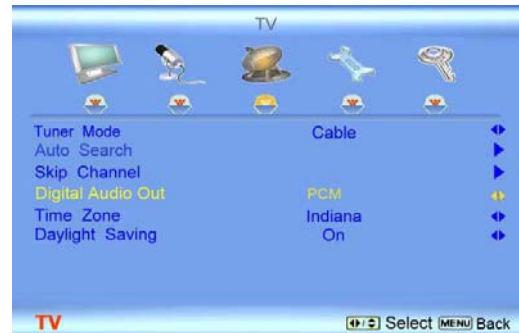 TV
Tuner Mode Cable
Auto Search
Skip Channel
Digital Audio Out PCM
Time Zone Indiana
Daylight Saving On
TV Select MENU Back